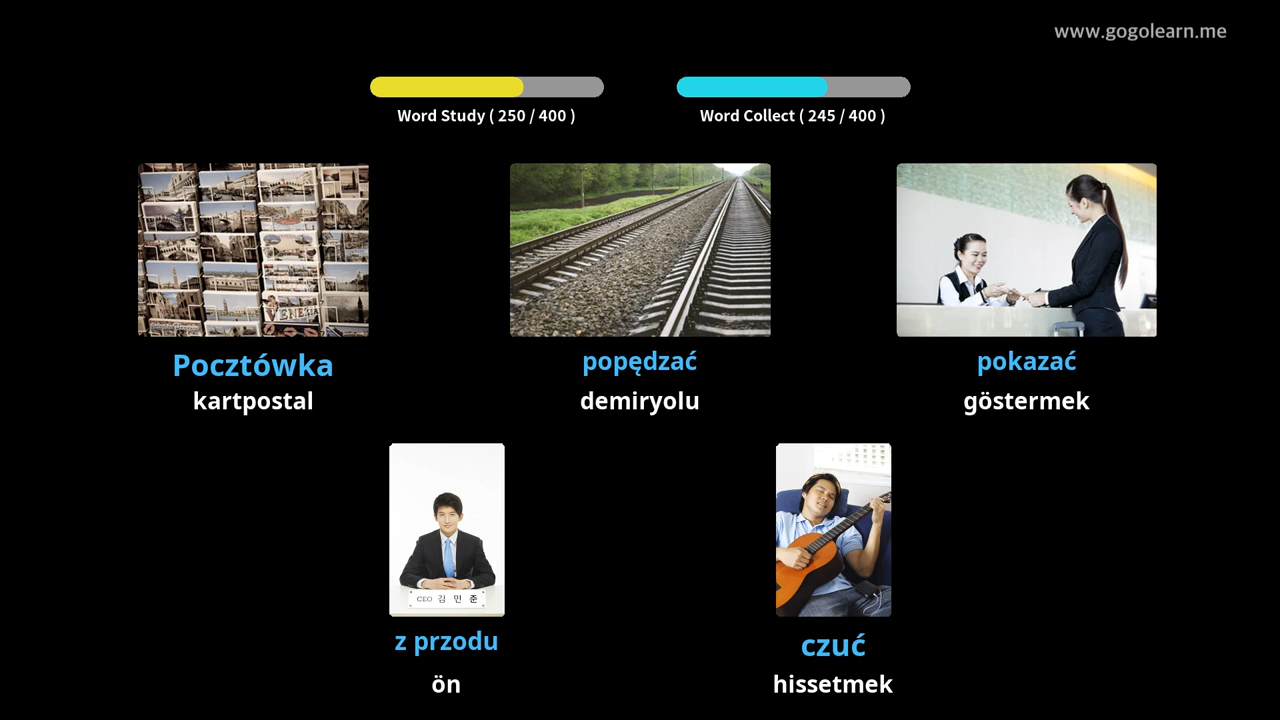 www.gogolearn.me
Word Study ( 250 / 400 )
Word Collect ( 245 / 400 )
Pocztówka
kartpostal
popędzać
demiryolu
pokazać
göstermek
CEO 김 민 준
z przodu
ön
czuć
hissetmek